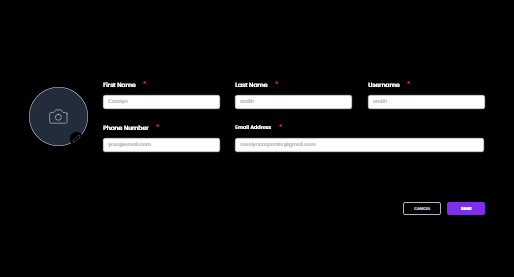 First Name *
Last Name *
Username *
Carolyn
smith
smith
Phone Number *
Email Address *
your@email.com
carolyncarpenter@gmail.com
CANCEL
SAVE